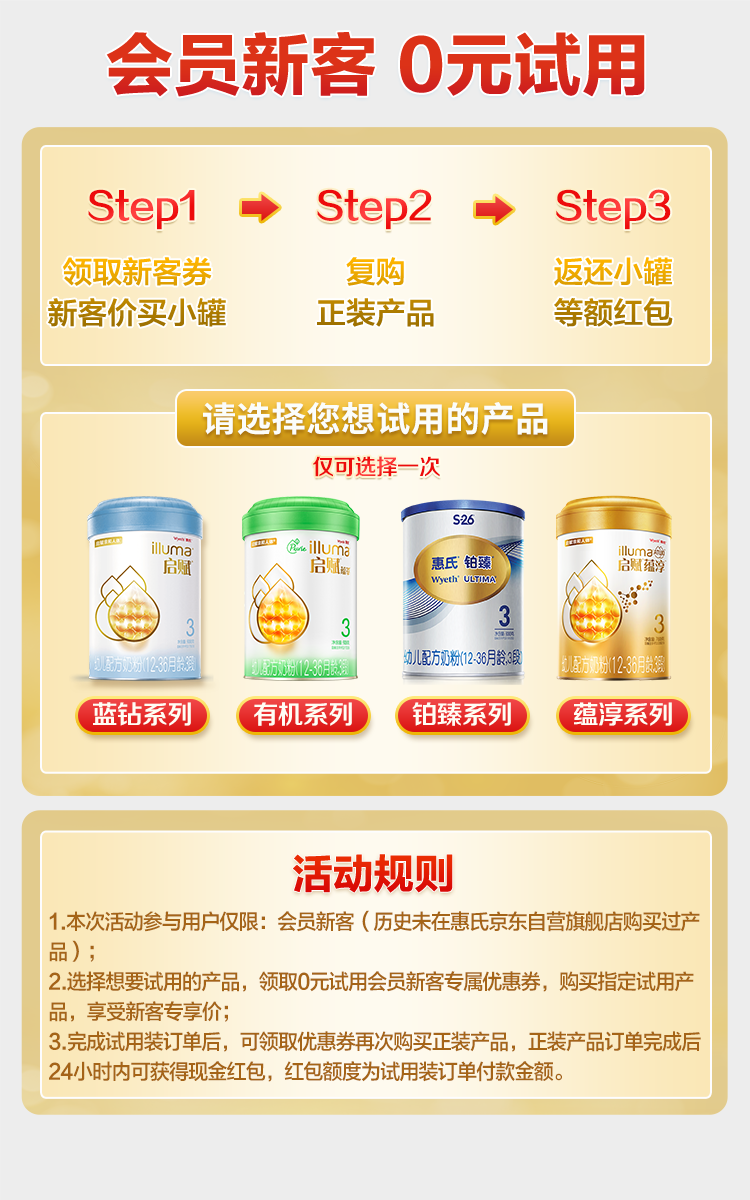 会员新客 0元试用
Step1
Step2
Step3
领取新客券
复购
返还小罐
新客价买小罐
正装产品
等额红包
请选择您想试用的产品
仅可选择一次
illuma
启赋
3
幼儿配方奶粉(12-36月龄,3段)
illuma
启赋
3
幼儿配方奶粉(12-36月龄,3段)
S-26
惠氏 铂臻
Wyeth ULTIMA
3
幼儿配方奶粉(12-36月龄,3段)
illuma
启赋 蕴淳
3
幼儿配方奶粉(12-36月龄,3段)
蓝钻系列
有机系列
铂臻系列
蕴淳系列
活动规则
1.本次活动参与用户仅限：会员新客（历史未在惠氏京东自营旗舰店购买过产
品）；
2.选择想要试用的产品，领取0元试用会员新客专属优惠券，购买指定试用产
品，享受新客专享价；
3.完成试用装订单后，可领取优惠券再次购买正装产品，正装产品订单完成后
24小时内可获得现金红包，红包额度为试用装订单付款金额。